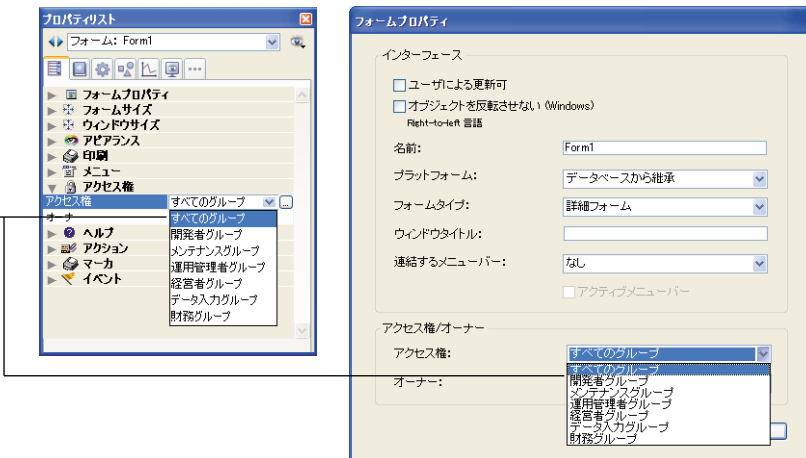 プロパティリスト
フォーム: Form1
フォームプロパティ
フォームサイズ
ウィンドウサイズ
アピアランス
印刷
メニュー
アクセス権
アクセス権 すべてのグループ ...
オーナ
すべてのグループ
開発者グループ
メンテナンスグループ
運用管理者グループ
経営者グループ
データ入力グループ
財務グループ
ヘルプ
アクション
マーカ
イベント
フォームプロパティ
インターフェース
ユーザによる更新可
オブジェクトを反転させない (Windows)
Right-to-left 言語
名前: Form1
プラットフォーム: データベースから継承
フォームタイプ: 詳細フォーム
ウィンドウタイトル:
連結するメニューバー: なし
アクティブメニューバー
アクセス権/オーナー
アクセス権: すべてのグループ
オーナー:
すべてのグループ
開発者グループ
メンテナンスグループ
運用管理者グループ
経営者グループ
データ入力グループ
財務グループ